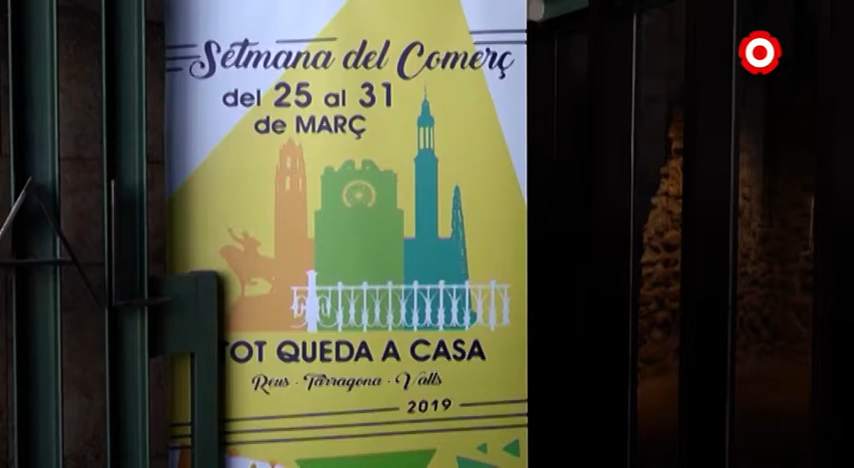 Setmana del Comerç
del 25 al 31
de MARÇ
TOT QUEDA A CASA
Reus · Tarragona · Valls
2019